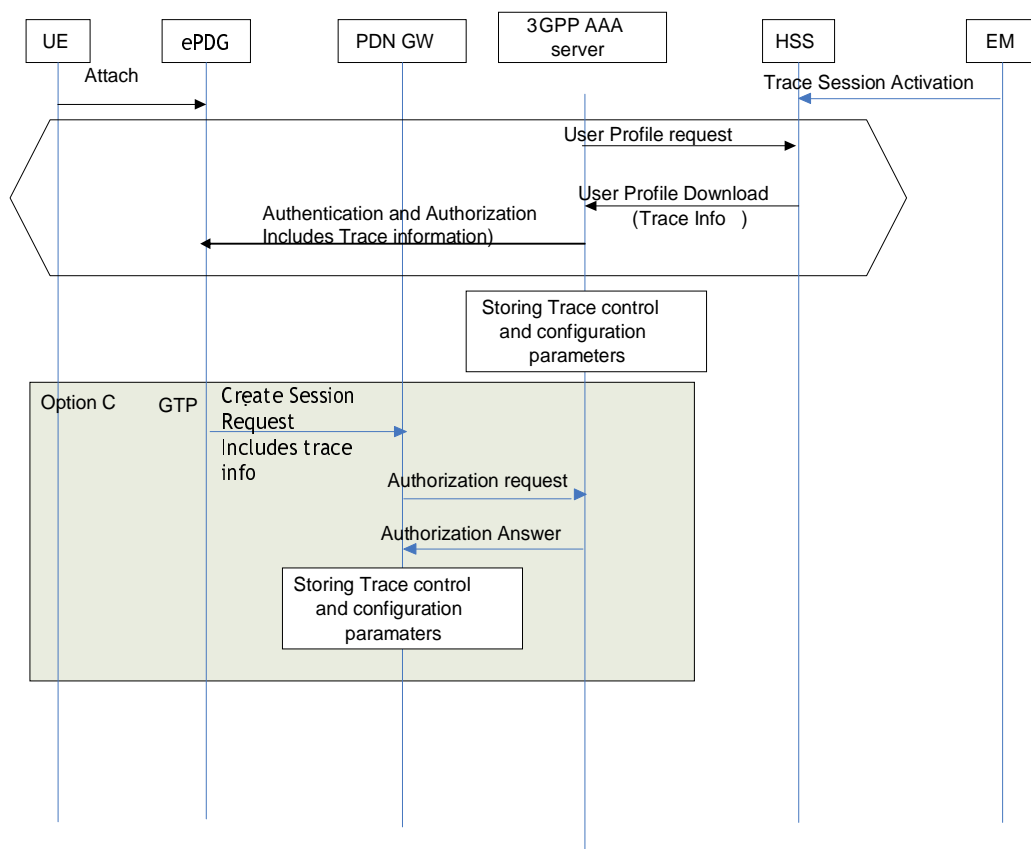 UE
ePDG
PDN GW
3GPP AAA
server
HSS
EM
Attach
Trace Session Activation
User Profile request
User Profile Download
(Trace Info )
Authentication and Authorization
Includes Trace information)
Storing Trace control
and configuration
parameters
Option C
GTP
Create Session
Request
Includes trace
info
Authorization request
Authorization Answer
Storing Trace control
and configuration
paramaters